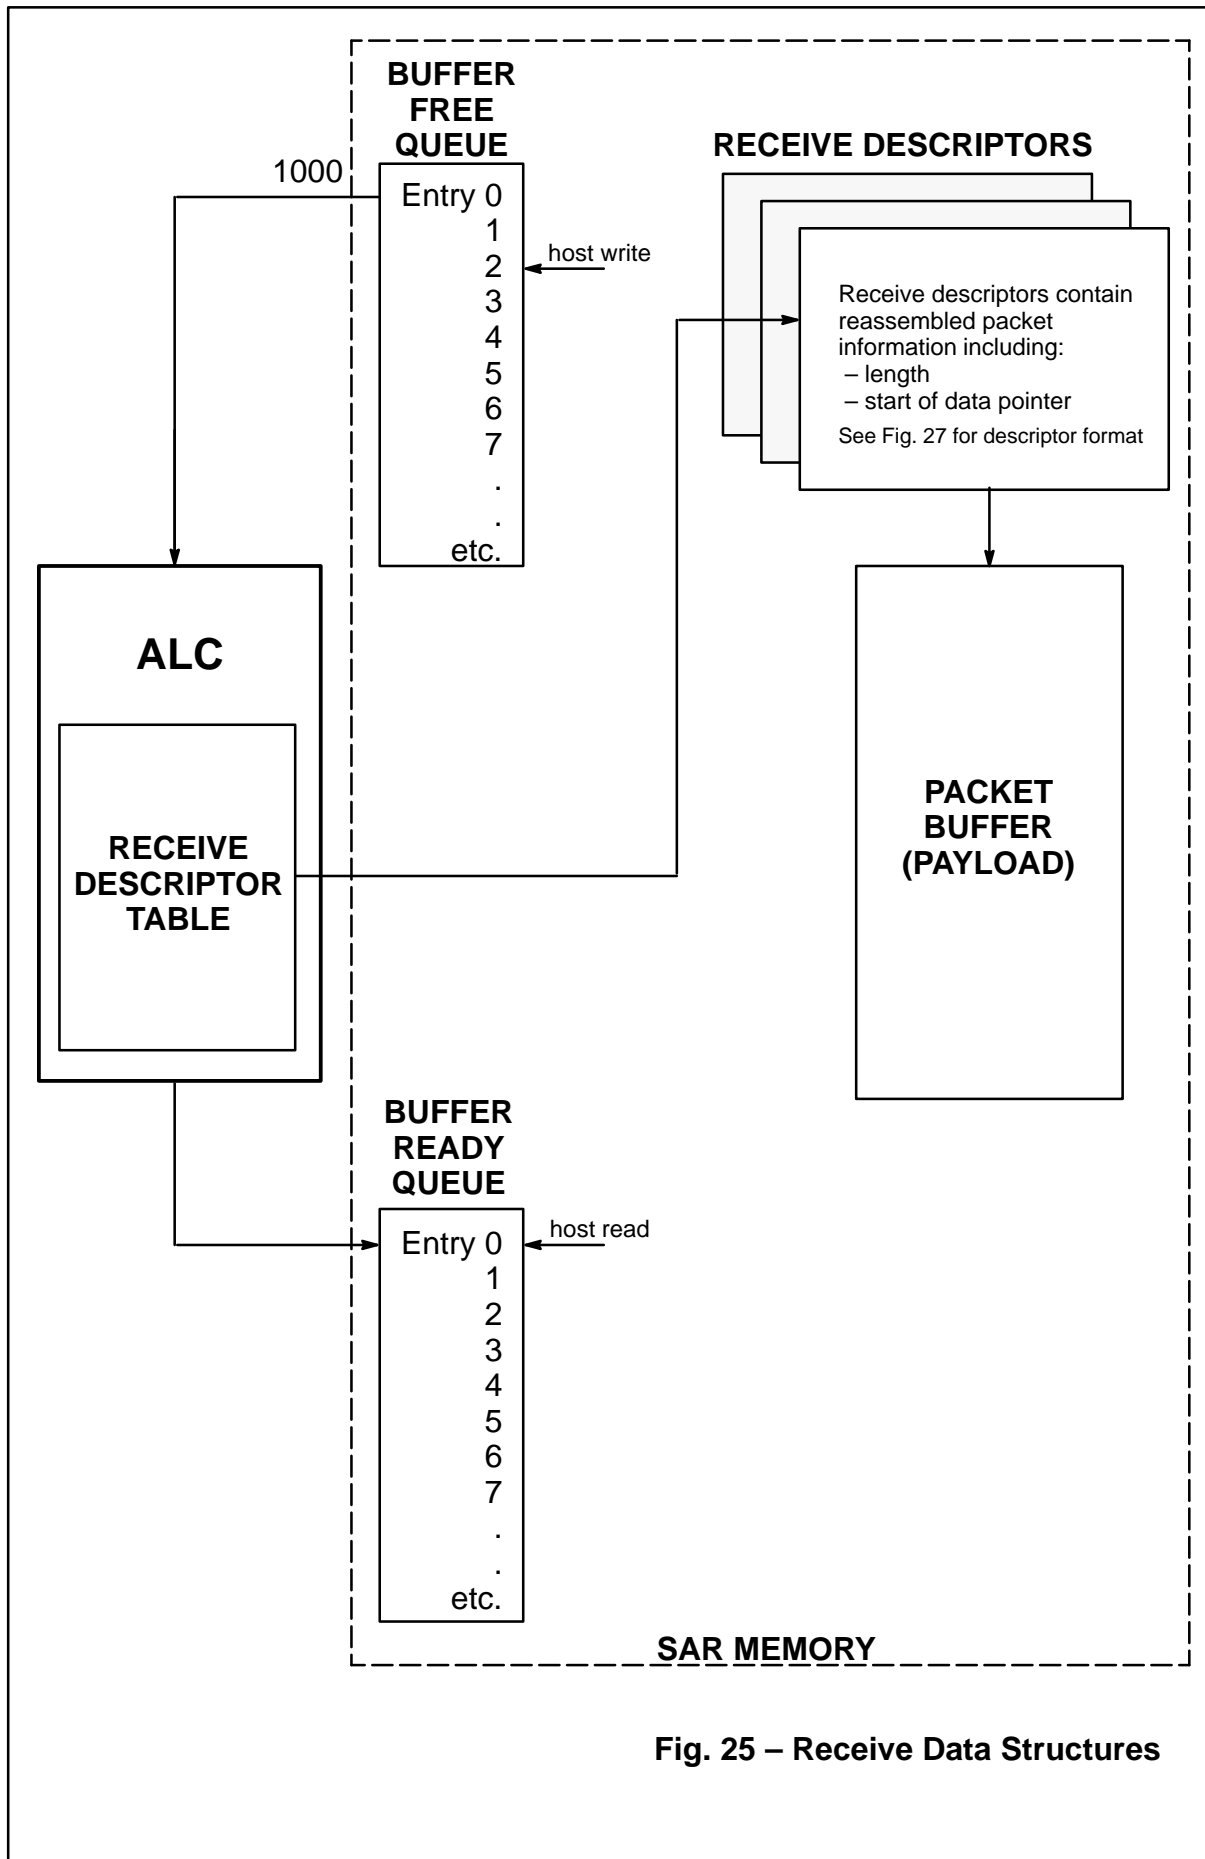 BUFFER
FREE
QUEUE
1000
Entry 0
1
2
3
4
5
6
7
.
.
etc.
host write
RECEIVE DESCRIPTORS
Receive descriptors contain
reassembled packet
information including:
– length
– start of data pointer
See Fig. 27 for descriptor format
ALC
RECEIVE
DESCRIPTOR
TABLE
PACKET
BUFFER
(PAYLOAD)
BUFFER
READY
QUEUE
Entry 0
1
2
3
4
5
6
7
.
.
etc.
host read
SAR MEMORY
Fig. 25 – Receive Data Structures